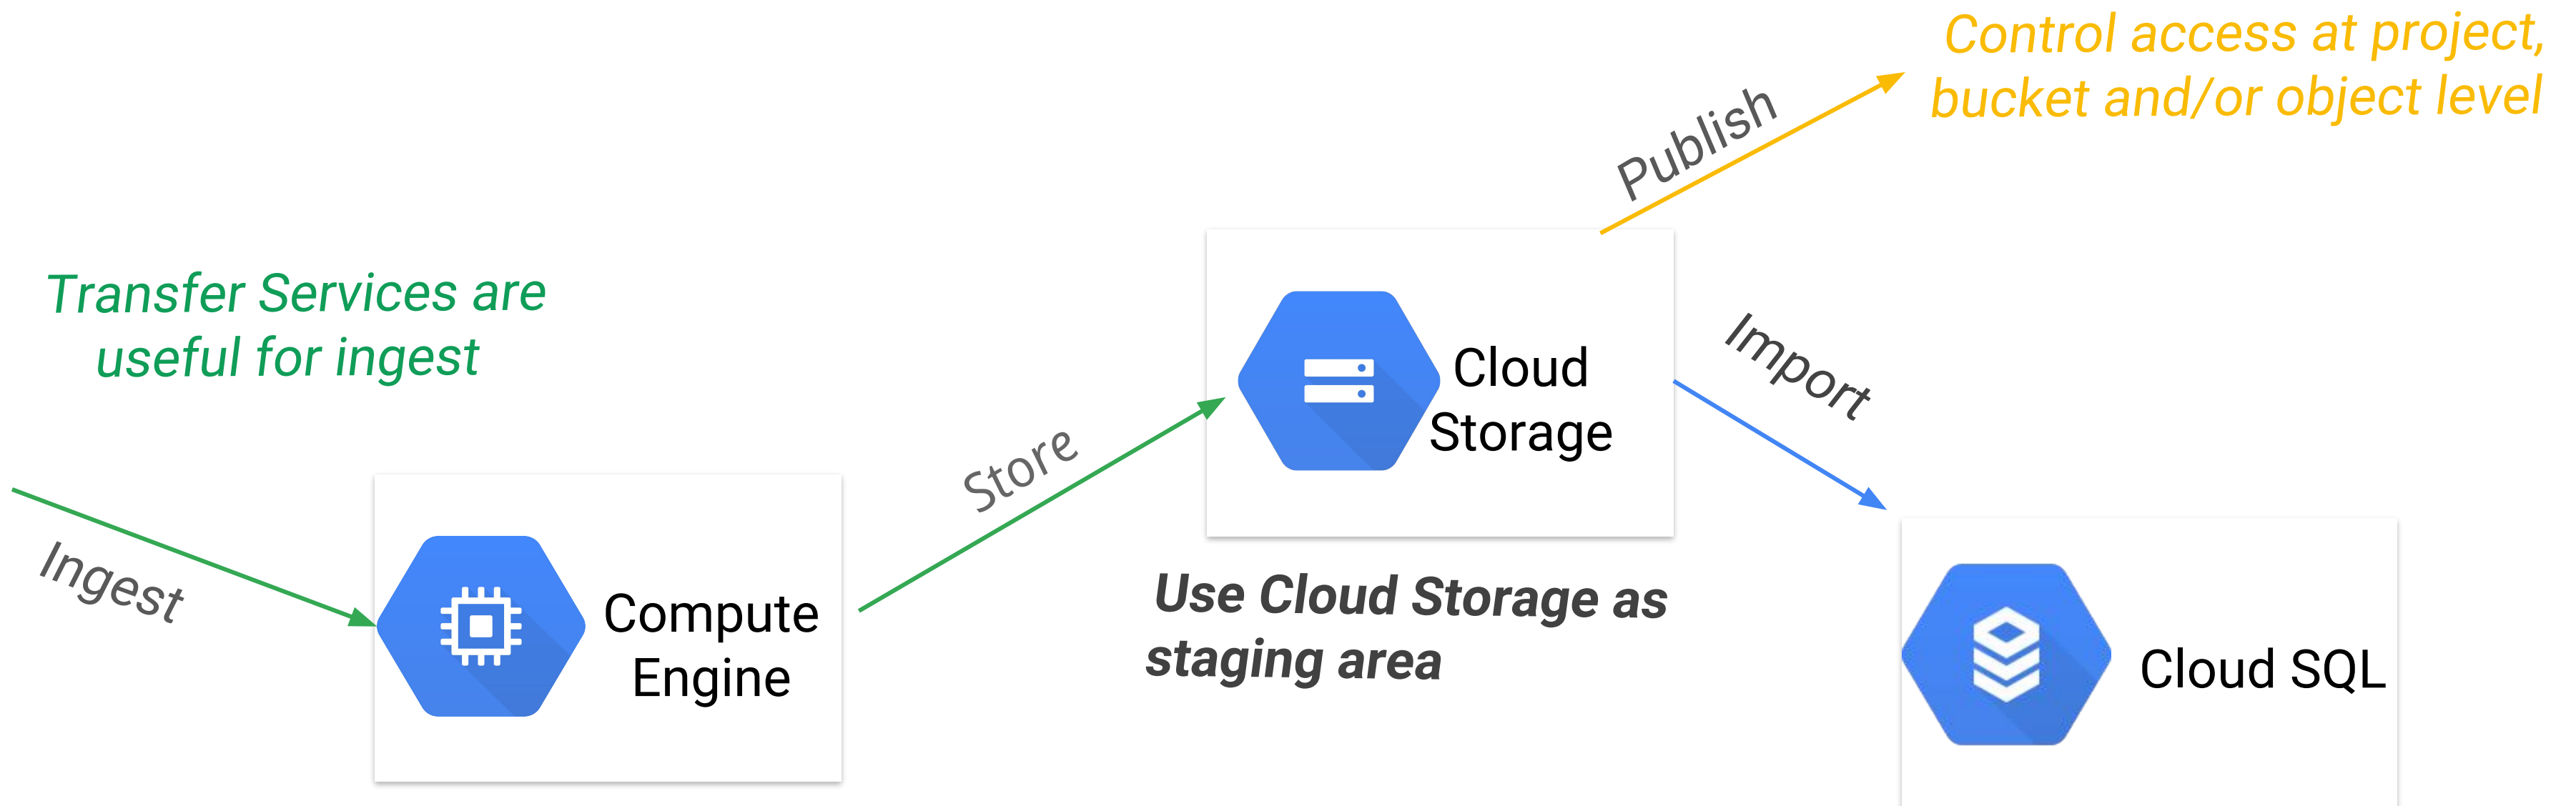 Control access at project,
bucket and/or object level
Publish
Transfer Services are
useful for ingest
Cloud
Storage
Import
Store
Ingest
Compute
Engine
Use Cloud Storage as
staging area
Cloud SQL